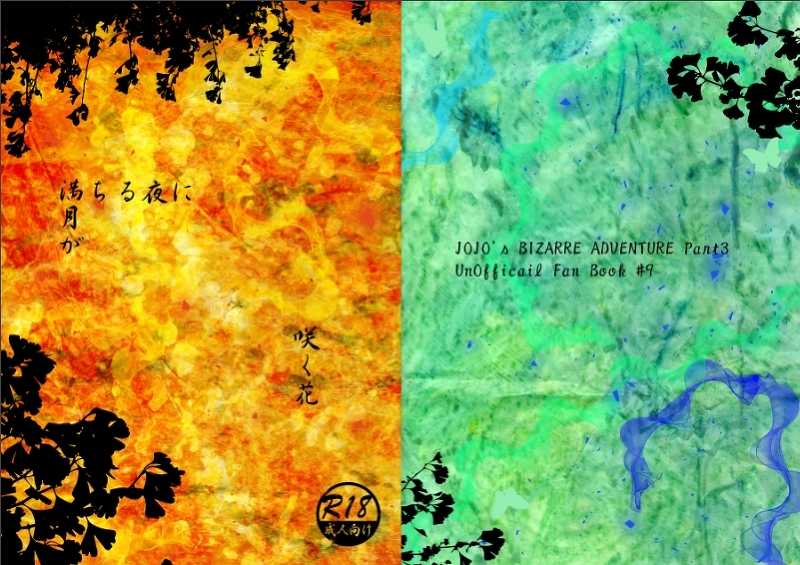 満ちる夜に
月が
咲く花
R18
成人向け
JOJO's BIZARRE ADVENTURE Part3
UnOfficail Fan Book #9